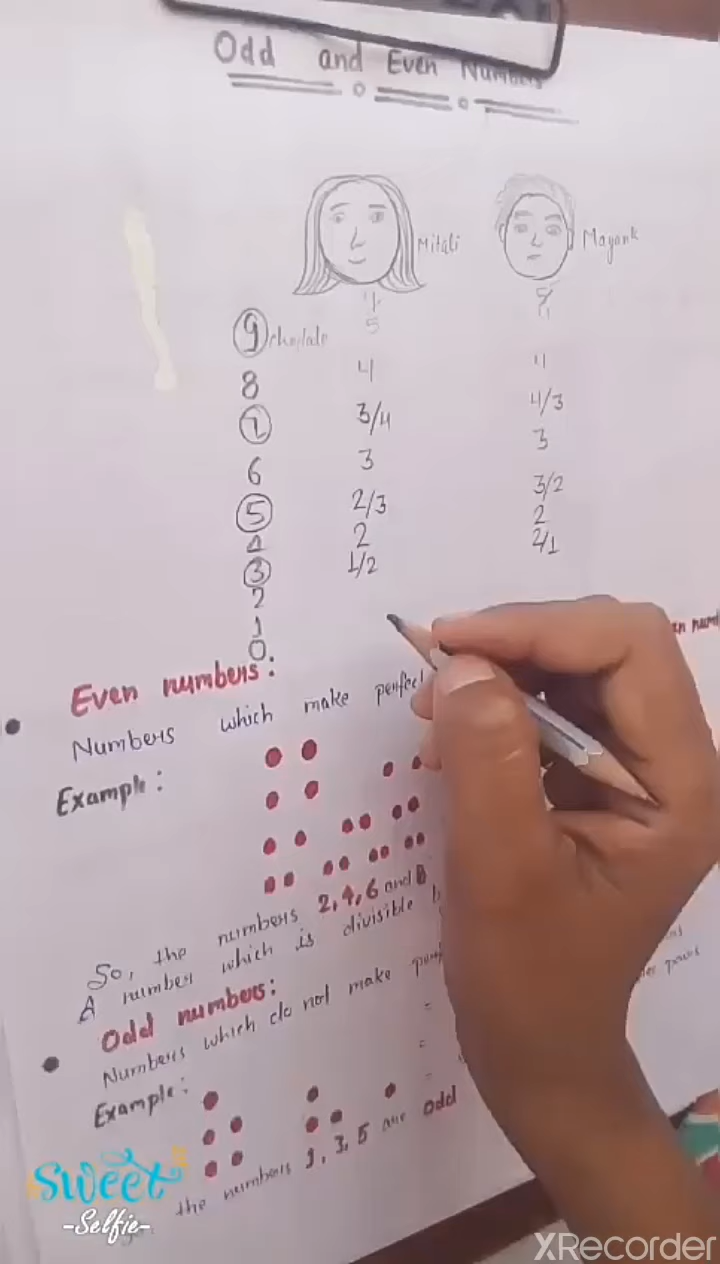 Odd and Even Numbers
Mitali Mayank
5
9 chocolate
8 4 4
7 3/4 4/3
6 3 3
5 2/3 3/2
4 2 2
3 1/2 2/1
2
1
0
Even numbers:
Numbers which make perfect
Example:
So, the numbers 2, 4, 6 and 8
A number which is divisible
Odd numbers:
Numbers which do not make
Example:
the numbers 1, 3, 5 are odd
SWEET
-Selfie-
XRecorder